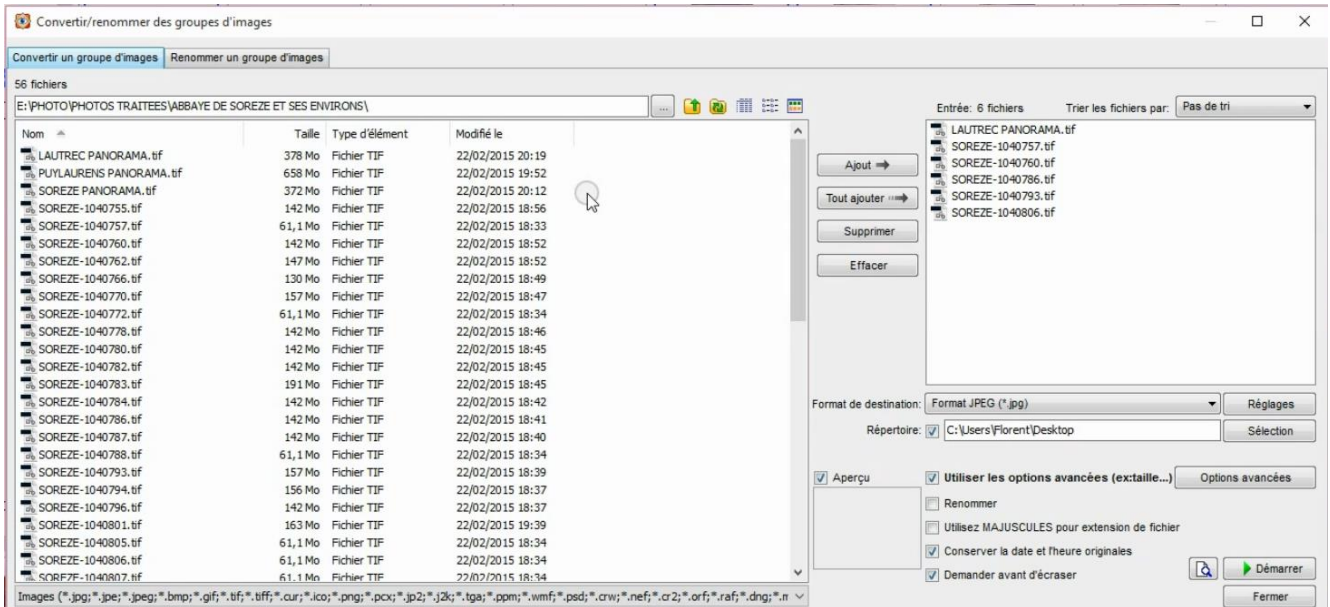 Convertir/renommer des groupes d'images
Convertir un groupe d'images Renommer un groupe d'images
56 fichiers
E:\PHOTO\PHOTOS TRAITEES\ABBAYE DE SOREZE ET SES ENVIRONS\ ...
Entrée: 6 fichiers Trier les fichiers par: Pas de tri
Nom Taille Type d'élément Modifié le
LAUTREC PANORAMA.tif 378 Mo Fichier TIF 22/02/2015 20:19
PUYLAURENS PANORAMA.tif 658 Mo Fichier TIF 22/02/2015 19:52
SOREZE PANORAMA.tif 372 Mo Fichier TIF 22/02/2015 20:12
SOREZE-1040755.tif 142 Mo Fichier TIF 22/02/2015 18:56
SOREZE-1040757.tif 61,1 Mo Fichier TIF 22/02/2015 18:33
SOREZE-1040760.tif 142 Mo Fichier TIF 22/02/2015 18:52
SOREZE-1040762.tif 147 Mo Fichier TIF 22/02/2015 18:52
SOREZE-1040766.tif 130 Mo Fichier TIF 22/02/2015 18:49
SOREZE-1040770.tif 157 Mo Fichier TIF 22/02/2015 18:47
SOREZE-1040772.tif 61,1 Mo Fichier TIF 22/02/2015 18:34
SOREZE-1040778.tif 142 Mo Fichier TIF 22/02/2015 18:46
SOREZE-1040780.tif 142 Mo Fichier TIF 22/02/2015 18:45
SOREZE-1040782.tif 142 Mo Fichier TIF 22/02/2015 18:45
SOREZE-1040783.tif 191 Mo Fichier TIF 22/02/2015 18:45
SOREZE-1040784.tif 142 Mo Fichier TIF 22/02/2015 18:42
SOREZE-1040786.tif 142 Mo Fichier TIF 22/02/2015 18:41
SOREZE-1040787.tif 142 Mo Fichier TIF 22/02/2015 18:40
SOREZE-1040788.tif 61,1 Mo Fichier TIF 22/02/2015 18:34
SOREZE-1040793.tif 157 Mo Fichier TIF 22/02/2015 18:39
SOREZE-1040794.tif 156 Mo Fichier TIF 22/02/2015 18:37
SOREZE-1040796.tif 142 Mo Fichier TIF 22/02/2015 18:37
SOREZE-1040801.tif 163 Mo Fichier TIF 22/02/2015 19:39
SOREZE-1040805.tif 61,1 Mo Fichier TIF 22/02/2015 18:34
SOREZE-1040806.tif 61,1 Mo Fichier TIF 22/02/2015 18:34
SOREZE-1040807.tif 61,1 Mo Fichier TIF 22/02/2015 18:34
Images (*.jpg;*.jpe;*.jpeg;*.bmp;*.gif;*.tif;*.tiff;*.cur;*.ico;*.png;*.pcx;*.jp2;*.j2k;*.tga;*.ppm;*.wmf;*.psd;*.crw;*.nef;*.cr2;*.orf;*.raf;*.dng;*.m
Ajout
Tout ajouter
Supprimer
Effacer
LAUTREC PANORAMA.tif
SOREZE-1040757.tif
SOREZE-1040760.tif
SOREZE-1040786.tif
SOREZE-1040793.tif
SOREZE-1040806.tif
Format de destination: Format JPEG (*.jpg) Réglages
Répertoire: C:\Users\Florent\Desktop Sélection
Aperçu
Utiliser les options avancées (ex:taille...) Options avancées
Renommer
Utilisez MAJUSCULES pour extension de fichier
Conserver la date et l'heure originales
Demander avant d'écraser
Démarrer
Fermer